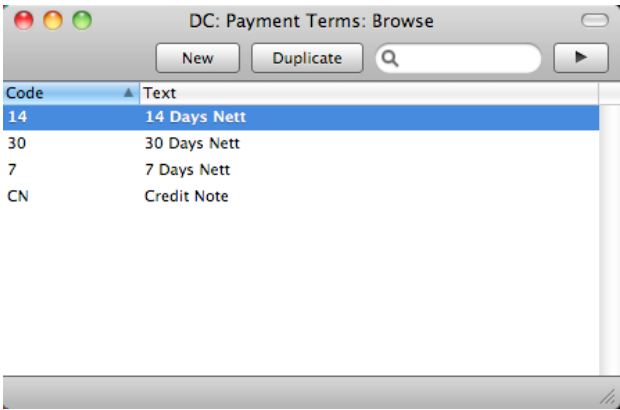 DC: Payment Terms: Browse
New Duplicate
Code Text
14 14 Days Nett
30 30 Days Nett
7 7 Days Nett
CN Credit Note